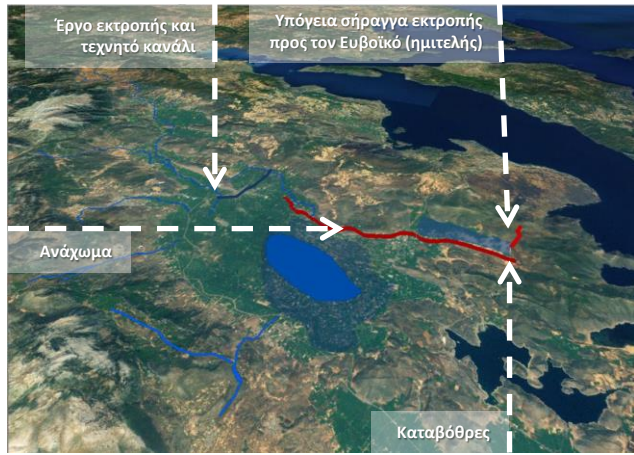 Έργο εκτροπής και
τεχνητό κανάλι
Υπόγεια σήραγγα εκτροπής
προς τον Ευβοϊκό (ημιτελής)
Ανάχωμα
Καταβόθρες